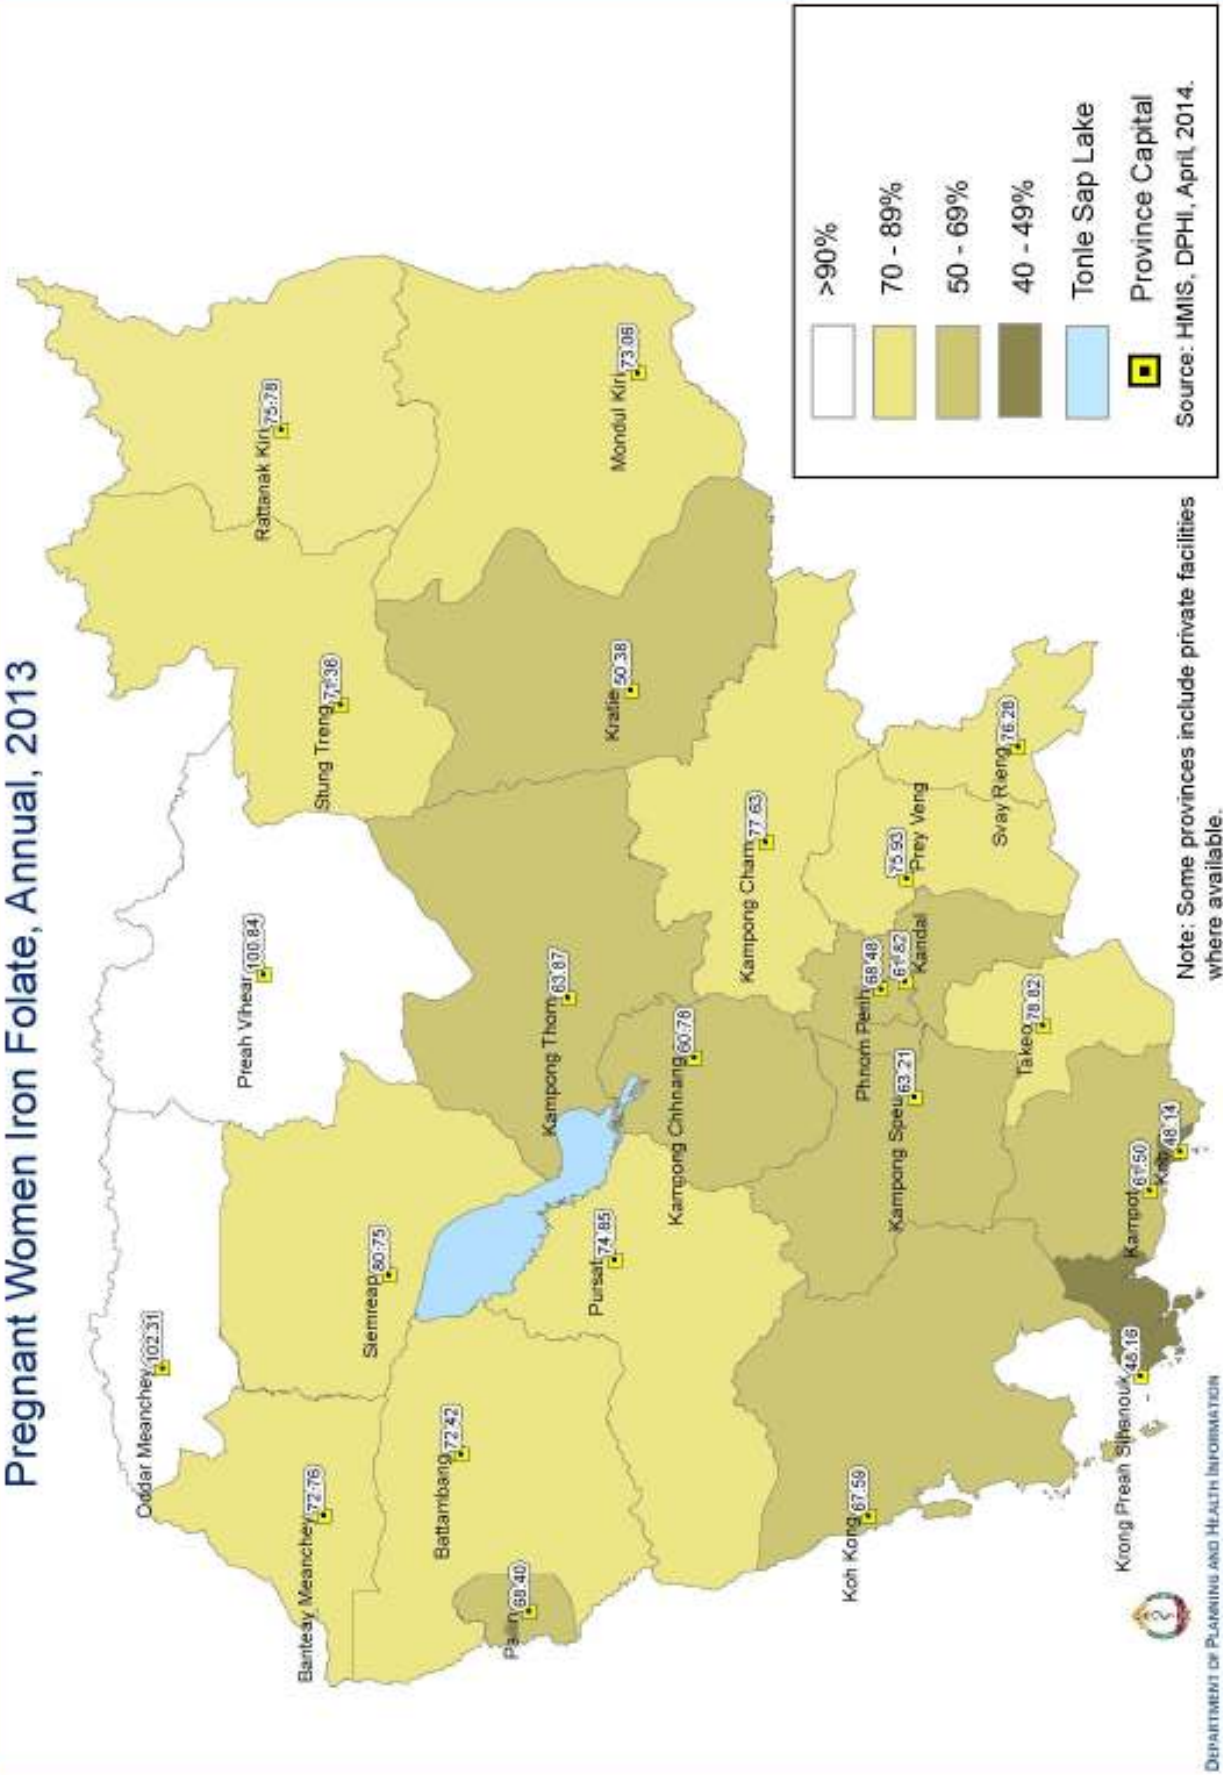 Pregnant Women Iron Folate, Annual, 2013
Oddar Meanchey 102.31
Preah Vihear 100.84
Rattanak Kiri 75.78
Banteay Meanchey 72.76
Stung Treng 71.36
Siemreap 80.75
Battambang 72.42
Pailin 68.40
Kampong Thom 63.87
Pursat 74.85
Kratie 50.38
Mondul Kiri 73.06
Kampong Chhnang 60.78
Kampong Cham 77.63
Koh Kong 67.59
Phnom Penh 68.48
61.82
Kandal
75.93
Prey Veng
Kampong Speu 63.21
Svay Rieng 76.28
Takeo 78.82
Kampot 61.50
48.14
Krong Preah Sihanouk
>90%
70 - 89%
50 - 69%
40 - 49%
Tonle Sap Lake
Province Capital
Source: HMIS, DPHI, April, 2014.
Note: Some provinces include private facilities
where available.
DEPARTMENT OF PLANNING AND HEALTH INFORMATION